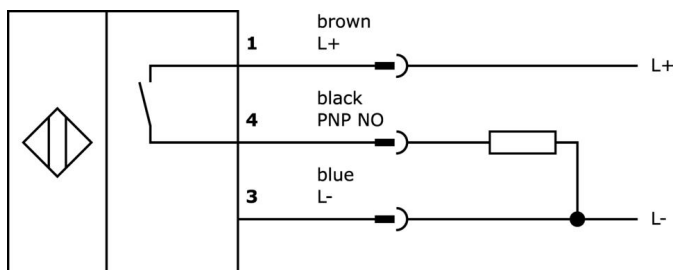 brown
1 L+
L+
black
4 PNP NO
blue
3 L-
L-